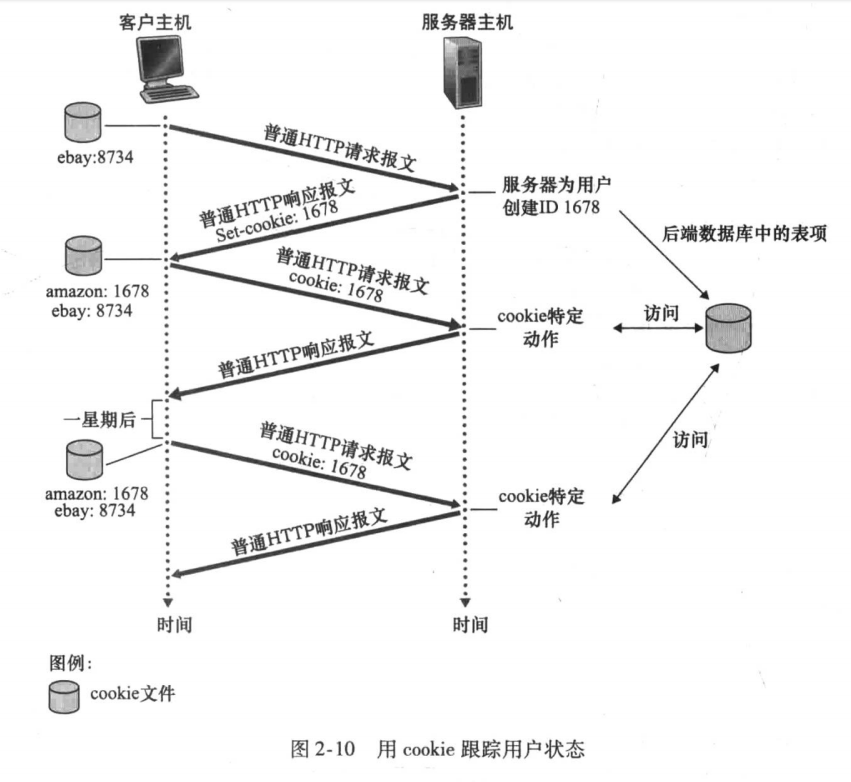 客户主机
服务器主机
普通HTTP请求报文
ebay:8734
服务器为用户
创建ID 1678
普通HTTP响应报文
Set-cookie: 1678
后端数据库中的表项
普通HTTP请求报文
cookie: 1678
amazon: 1678
ebay: 8734
cookie特定
动作
访问
普通HTTP响应报文
一星期后
普通HTTP请求报文
cookie: 1678
访问
amazon: 1678
ebay: 8734
cookie特定
动作
普通HTTP响应报文
时间
时间
图例：
cookie文件
图 2-10 用 cookie 跟踪用户状态